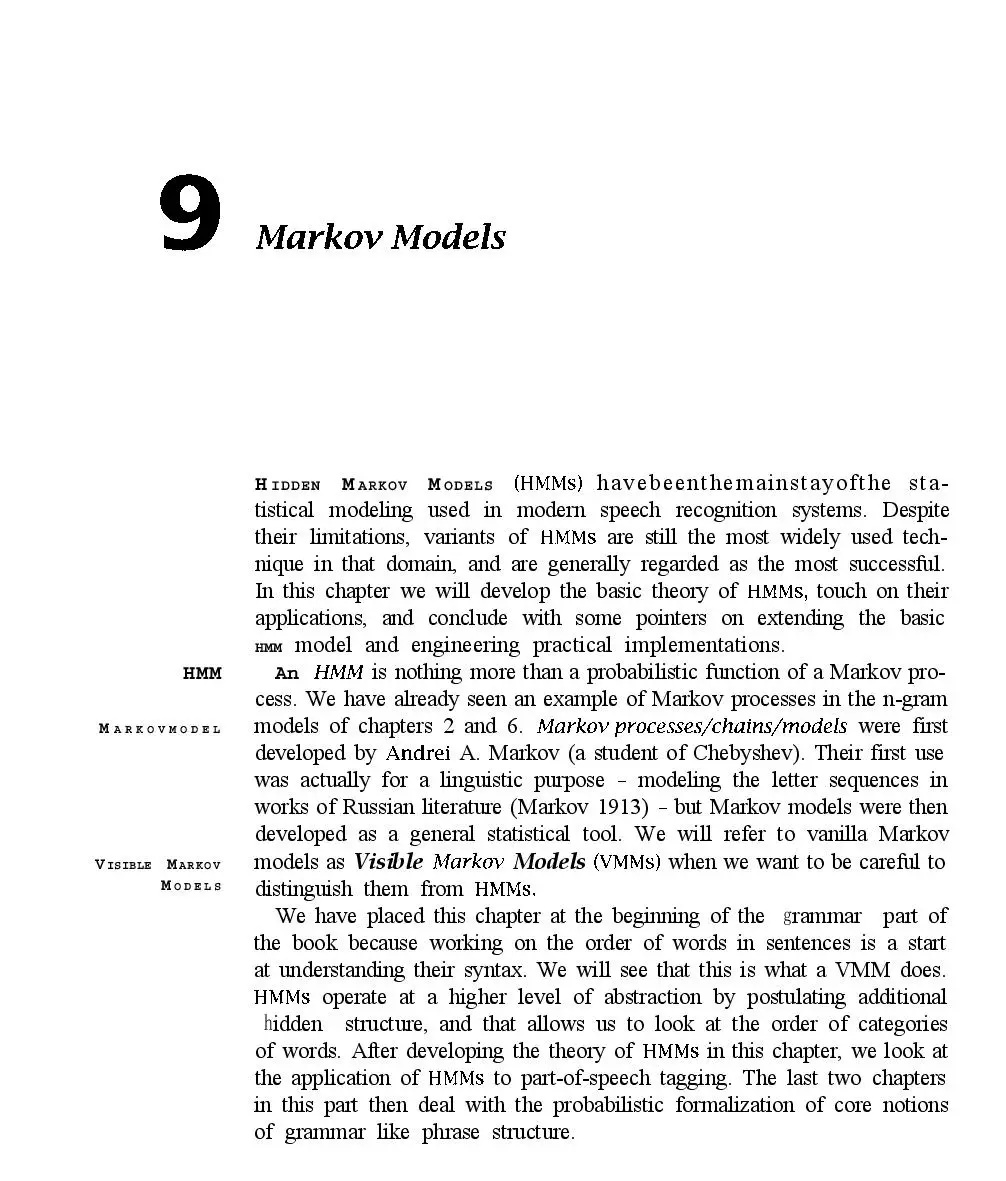 9 Markov Models
HIDDEN MARKOV MODELS (HMMs) havebeenthemainstayofthe sta-
tistical modeling used in modern speech recognition systems. Despite
their limitations, variants of HMMs are still the most widely used tech-
nique in that domain, and are generally regarded as the most successful.
In this chapter we will develop the basic theory of HMMs, touch on their
applications, and conclude with some pointers on extending the basic
HMM model and engineering practical implementations.
HMM
An HMM is nothing more than a probabilistic function of a Markov pro-
cess. We have already seen an example of Markov processes in the n-gram
MARKOVMODEL
models of chapters 2 and 6. Markov processes/chains/models were first
developed by Andrei A. Markov (a student of Chebyshev). Their first use
was actually for a linguistic purpose – modeling the letter sequences in
works of Russian literature (Markov 1913) – but Markov models were then
developed as a general statistical tool. We will refer to vanilla Markov
VISIBLE MARKOV
MODELS
models as Visible Markov Models (VMMs) when we want to be careful to
distinguish them from HMMs.
We have placed this chapter at the beginning of the grammar part of
the book because working on the order of words in sentences is a start
at understanding their syntax. We will see that this is what a VMM does.
HMMs operate at a higher level of abstraction by postulating additional
hidden structure, and that allows us to look at the order of categories
of words. After developing the theory of HMMs in this chapter, we look at
the application of HMMs to part-of-speech tagging. The last two chapters
in this part then deal with the probabilistic formalization of core notions
of grammar like phrase structure.